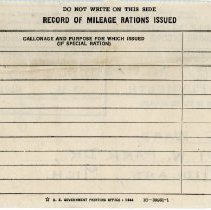 DO NOT WRITE ON THIS SIDE
RECORD OF MILEAGE RATIONS ISSUED
GALLONAGE AND PURPOSE FOR WHICH ISSUED
(IF SPECIAL RATION)
☆ U. S. GOVERNMENT PRINTING OFFICE : 1944